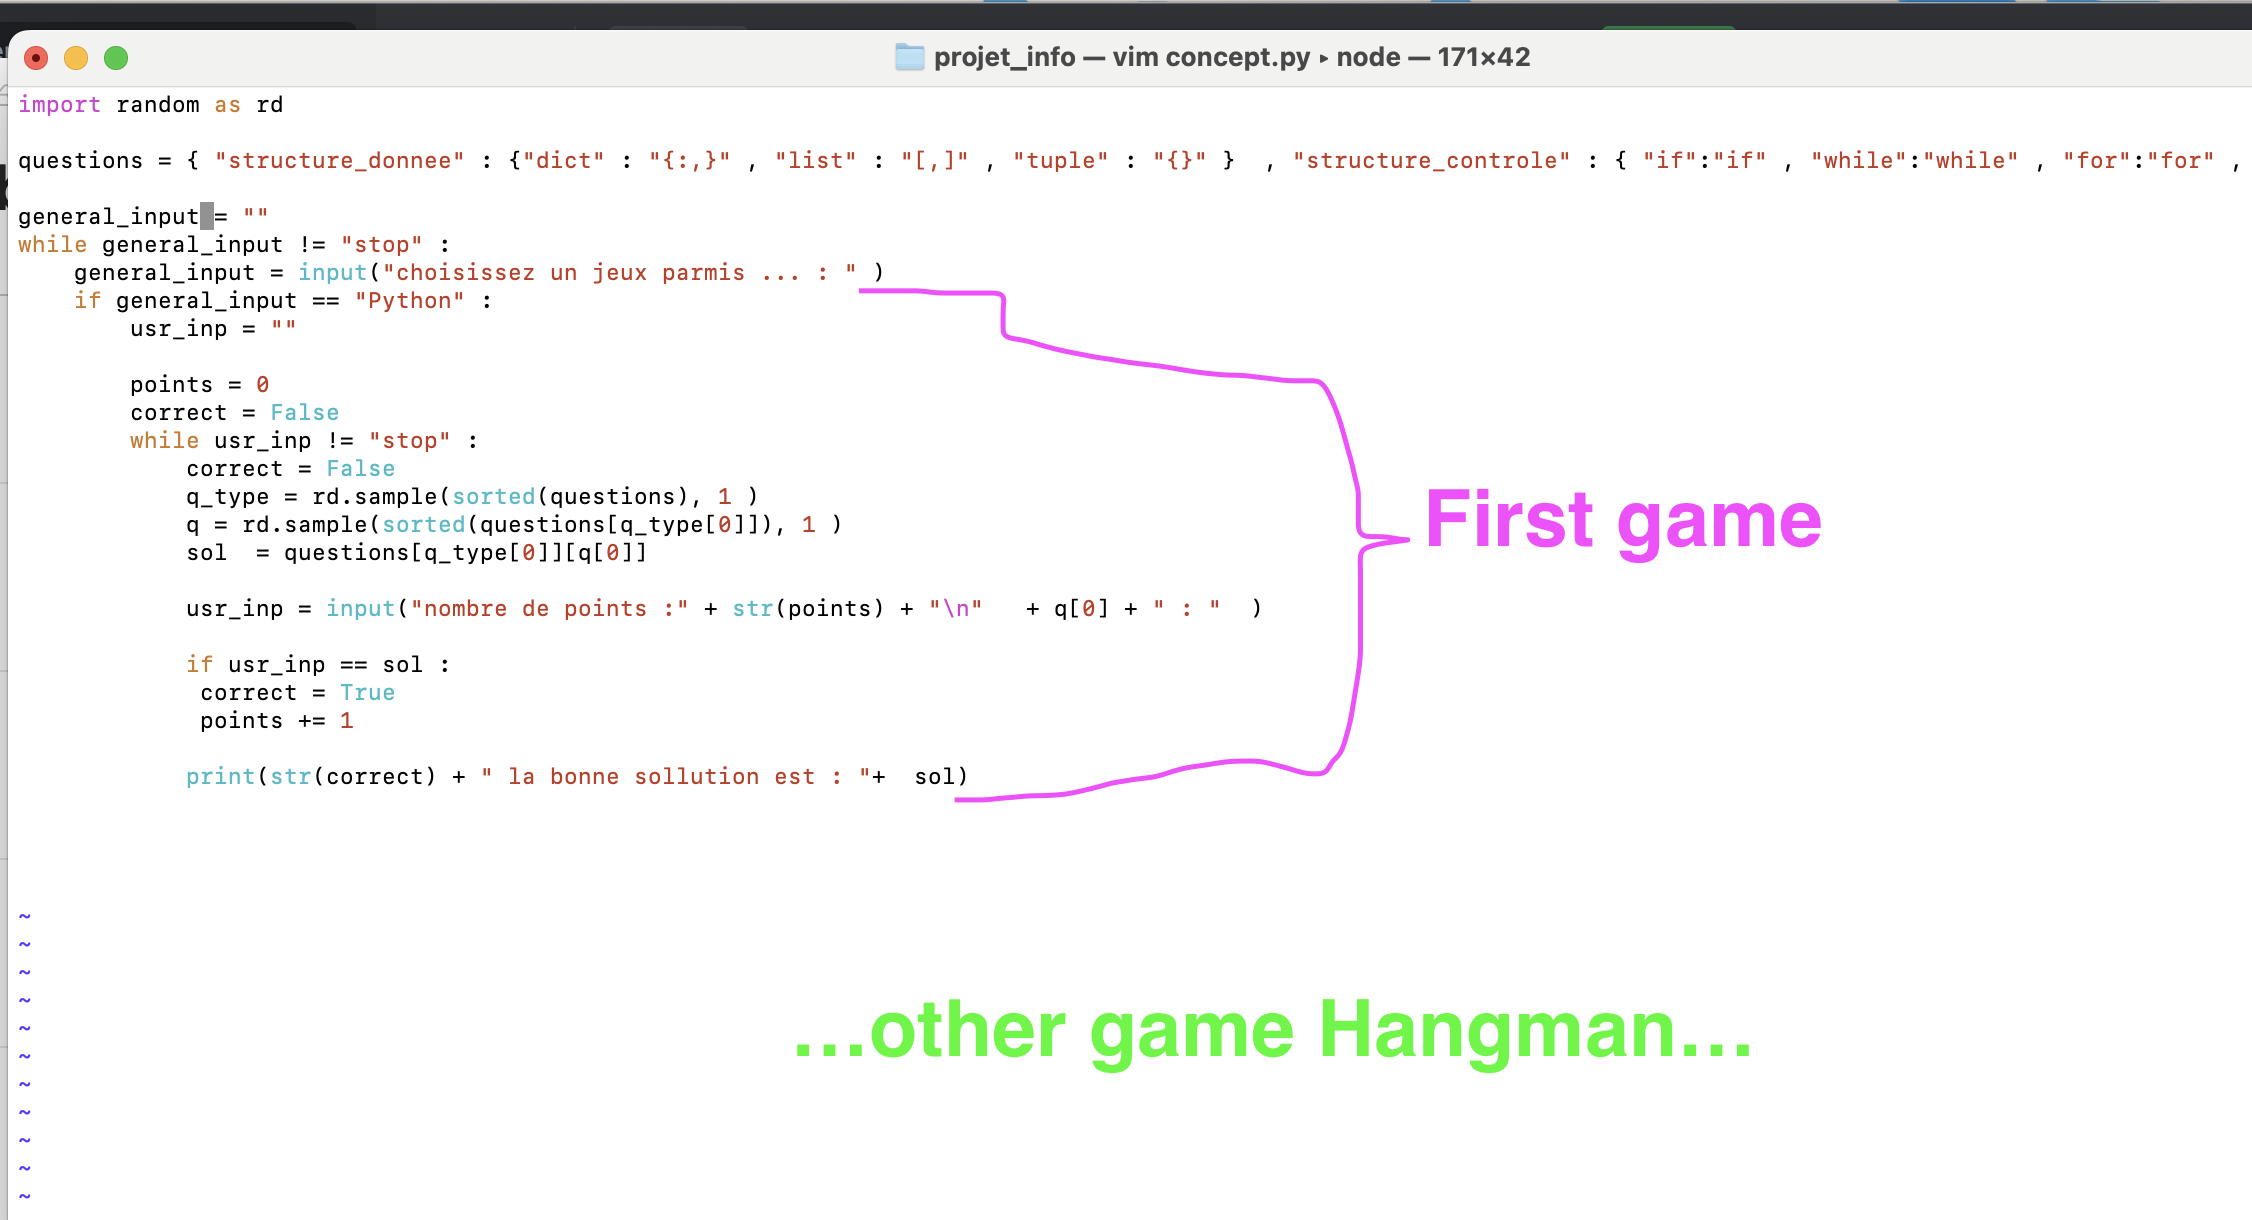 projet_info — vim concept.py ▸ node — 171×42
import random as rd
questions = { "structure_donnee" : {"dict" : "{:,}" , "list" : "[,]" , "tuple" : "{}" }  , "structure_controle" : { "if":"if" , "while":"while" , "for":"for" ,
general_input = ""
while general_input != "stop" :
    general_input = input("choisissez un jeux parmis ... : " )
    if general_input == "Python" :
        usr_inp = ""
        points = 0
        correct = False
        while usr_inp != "stop" :
            correct = False
            q_type = rd.sample(sorted(questions), 1 )
            q = rd.sample(sorted(questions[q_type[0]]), 1 )
            sol  = questions[q_type[0]][q[0]]
            usr_inp = input("nombre de points :" + str(points) + "\n"   + q[0] + " : "  )
            if usr_inp == sol :
             correct = True
             points += 1
            print(str(correct) + " la bonne sollution est : "+  sol)
First game
...other game Hangman...
~
~
~
~
~
~
~
~
~
~
~